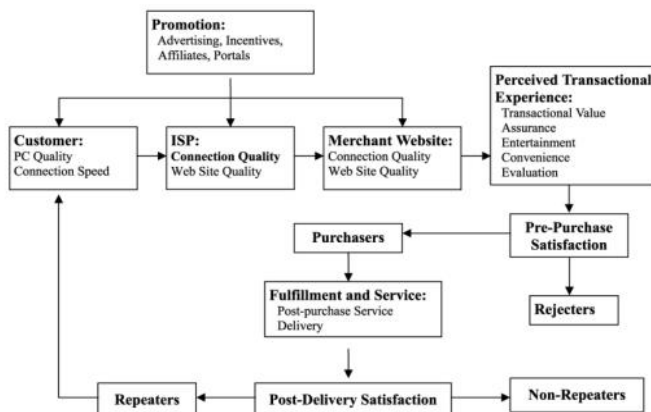 Promotion:
Advertising, Incentives,
Affiliates, Portals
Customer:
PC Quality
Connection Speed
ISP:
Connection Quality
Web Site Quality
Merchant Website:
Connection Quality
Web Site Quality
Perceived Transactional
Experience:
Transactional Value
Assurance
Entertainment
Convenience
Evaluation
Purchasers
Pre-Purchase
Satisfaction
Fulfillment and Service:
Post-purchase Service
Delivery
Rejecters
Repeaters
Post-Delivery Satisfaction
Non-Repeaters